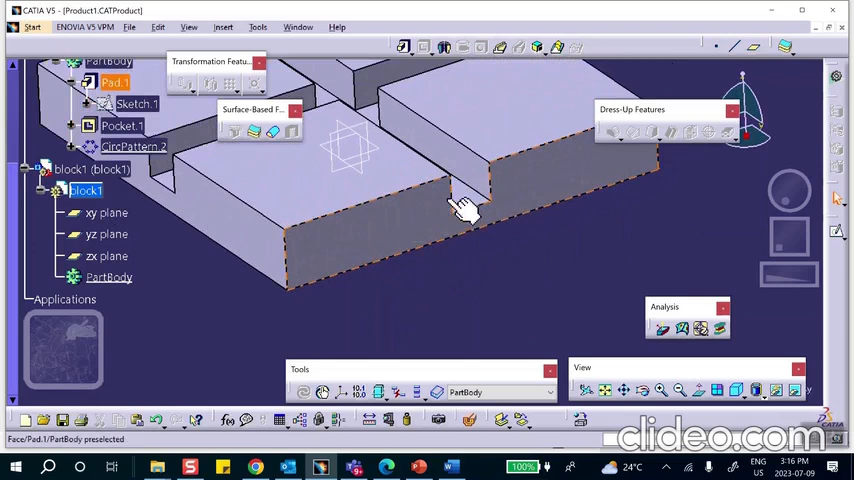 CATIA V5 - [Product1.CATProduct]
Start
ENOVIA V5 VPM
File
Edit
View
Insert
Tools
Window
Help
PartBody
Transformation Featu...
Pad.1
Sketch.1
Surface-Based F...
Dress-Up Features
Pocket.1
CircPattern.2
block1 (block1)
block1
xy plane
yz plane
zx plane
PartBody
Applications
Analysis
Tools
View
10.1
PartBody
f(x)
Face/Pad.1/PartBody preselected
clideo.com
100%
24°C
ENG
US
3:16 PM
2023-07-09